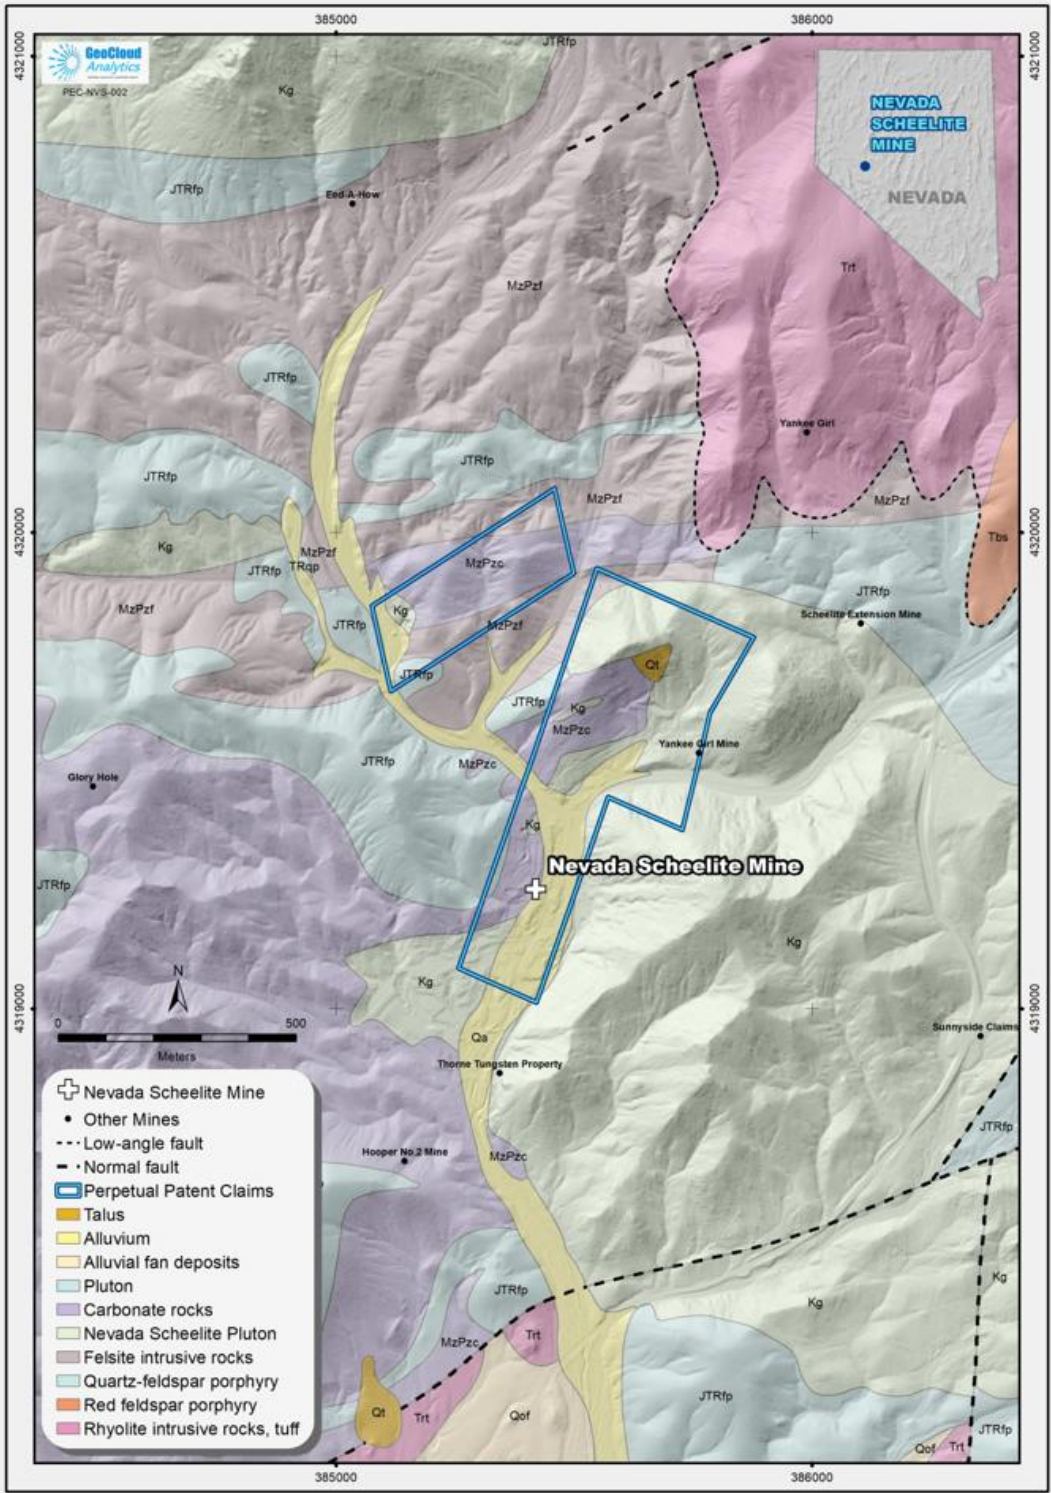 385000
386000
4321000
4321000
GeoCloud
Analytics
PEC-NVS-002
JTRfp
Kg
NEVADA
SCHEELITE
MINE
NEVADA
JTRfp
Eed-A-How
MzPzf
Trt
JTRfp
Yankee Girl
JTRfp
JTRfp
MzPzf
MzPzf
4320000
4320000
Tbs
Kg
MzPzf
MzPzc
JTRfp
TRqp
JTRfp
MzPzf
Kg
Scheelite Extension Mine
JTRfp
MzPzf
Qt
JTRfp
JTRfp
Kg
MzPzc
Yankee Girl Mine
JTRfp
MzPzc
Glory Hole
Kg
Nevada Scheelite Mine
JTRfp
Kg
N
Kg
4319000
4319000
0
500
Meters
Qa
Sunnyside Claims
Thorne Tungsten Property
JTRfp
Hooper No.2 Mine
MzPzc
Kg
JTRfp
Kg
MzPzc
Trt
JTRfp
Qt
Trt
Qof
JTRfp
Qof
Trt
Nevada Scheelite Mine
Other Mines
Low-angle fault
Normal fault
Perpetual Patent Claims
Talus
Alluvium
Alluvial fan deposits
Pluton
Carbonate rocks
Nevada Scheelite Pluton
Felsite intrusive rocks
Quartz-feldspar porphyry
Red feldspar porphyry
Rhyolite intrusive rocks, tuff
385000
386000